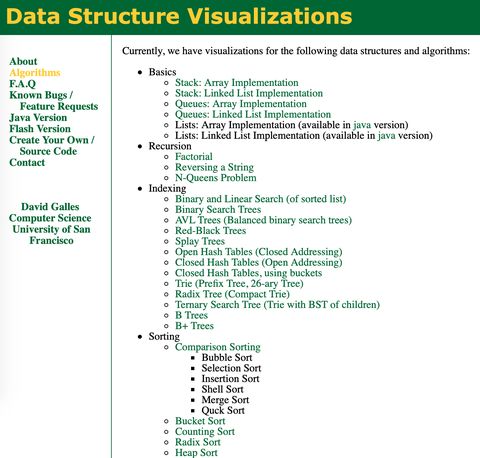 Data Structure Visualizations
About
Algorithms
F.A.Q
Known Bugs /
Feature Requests
Java Version
Flash Version
Create Your Own /
Source Code
Contact
David Galles
Computer Science
University of San
Francisco
Currently, we have visualizations for the following data structures and algorithms:
Basics
Stack: Array Implementation
Stack: Linked List Implementation
Queues: Array Implementation
Queues: Linked List Implementation
Lists: Array Implementation (available in java version)
Lists: Linked List Implementation (available in java version)
Recursion
Factorial
Reversing a String
N-Queens Problem
Indexing
Binary and Linear Search (of sorted list)
Binary Search Trees
AVL Trees (Balanced binary search trees)
Red-Black Trees
Splay Trees
Open Hash Tables (Closed Addressing)
Closed Hash Tables (Open Addressing)
Closed Hash Tables, using buckets
Trie (Prefix Tree, 26-ary Tree)
Radix Tree (Compact Trie)
Ternary Search Tree (Trie with BST of children)
B Trees
B+ Trees
Sorting
Comparison Sorting
Bubble Sort
Selection Sort
Insertion Sort
Shell Sort
Merge Sort
Quck Sort
Bucket Sort
Counting Sort
Radix Sort
Heap Sort